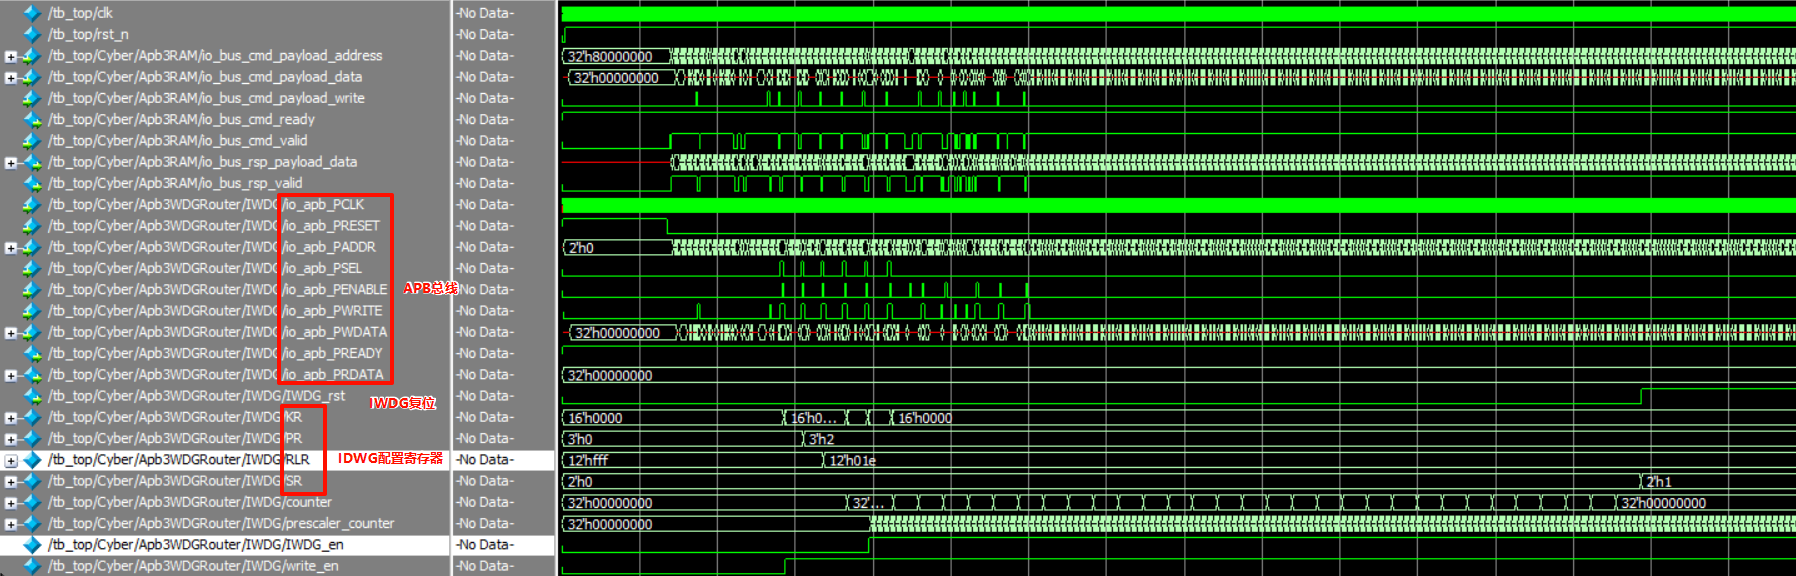 /tb_top/clk -No Data-
/tb_top/rst_n -No Data-
/tb_top/Cyber/Apb3RAM/io_bus_cmd_payload_address -No Data- 32'h80000000
/tb_top/Cyber/Apb3RAM/io_bus_cmd_payload_data -No Data- 32'h00000000
/tb_top/Cyber/Apb3RAM/io_bus_cmd_payload_write -No Data-
/tb_top/Cyber/Apb3RAM/io_bus_cmd_ready -No Data-
/tb_top/Cyber/Apb3RAM/io_bus_cmd_valid -No Data-
/tb_top/Cyber/Apb3RAM/io_bus_rsp_payload_data -No Data-
/tb_top/Cyber/Apb3RAM/io_bus_rsp_valid -No Data-
/tb_top/Cyber/Apb3WDGRouter/IWDG/io_apb_PCLK -No Data-
/tb_top/Cyber/Apb3WDGRouter/IWDG/io_apb_PRESET -No Data-
/tb_top/Cyber/Apb3WDGRouter/IWDG/io_apb_PADDR -No Data- 2'h0
/tb_top/Cyber/Apb3WDGRouter/IWDG/io_apb_PSEL -No Data-
/tb_top/Cyber/Apb3WDGRouter/IWDG/io_apb_PENABLE APB总线 -No Data-
/tb_top/Cyber/Apb3WDGRouter/IWDG/io_apb_PWRITE -No Data-
/tb_top/Cyber/Apb3WDGRouter/IWDG/io_apb_PWDATA -No Data- 32'h00000000
/tb_top/Cyber/Apb3WDGRouter/IWDG/io_apb_PREADY -No Data-
/tb_top/Cyber/Apb3WDGRouter/IWDG/io_apb_PRDATA -No Data- 32'h00000000
/tb_top/Cyber/Apb3WDGRouter/IWDG/IWDG_rst IWDG复位 -No Data-
/tb_top/Cyber/Apb3WDGRouter/IWDG/KR -No Data- 16'h0000 16'h0... 16'h0000
/tb_top/Cyber/Apb3WDGRouter/IWDG/PR -No Data- 3'h0 3'h2
/tb_top/Cyber/Apb3WDGRouter/IWDG/RLR IDWG配置寄存器 -No Data- 12'hfff 12'h01e
/tb_top/Cyber/Apb3WDGRouter/IWDG/SR -No Data- 2'h0 2'h1
/tb_top/Cyber/Apb3WDGRouter/IWDG/counter -No Data- 32'h00000000 32'... 32'h00000000
/tb_top/Cyber/Apb3WDGRouter/IWDG/prescaler_counter -No Data- 32'h00000000
/tb_top/Cyber/Apb3WDGRouter/IWDG/IWDG_en -No Data-
/tb_top/Cyber/Apb3WDGRouter/IWDG/write_en -No Data-